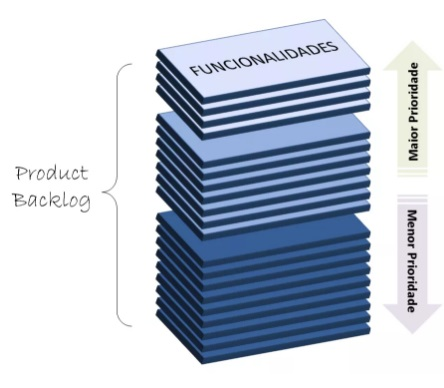 FUNCIONALIDADES
Product
Backlog
Maior Prioridade
Menor Prioridade